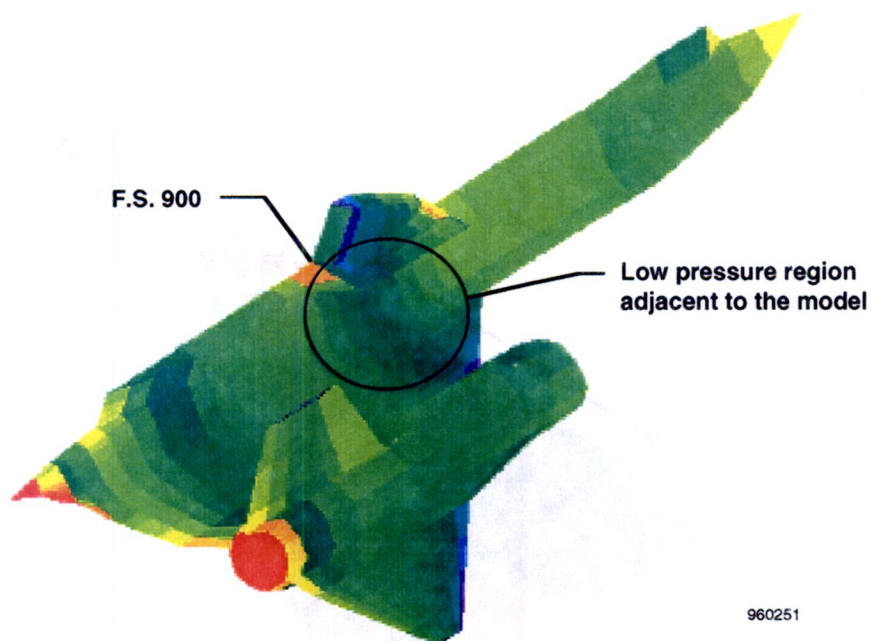 F.S. 900
Low pressure region
adjacent to the model
960251